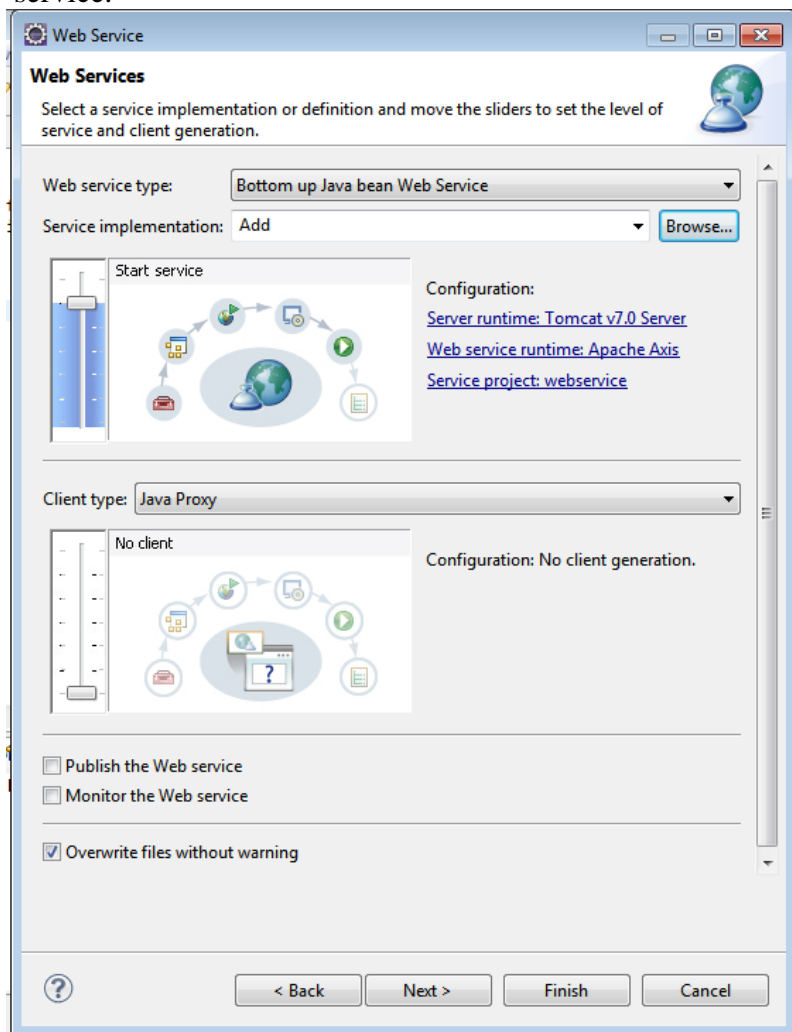 service.
Web Service
Web Services
Select a service implementation or definition and move the sliders to set the level of
service and client generation.
Web service type: Bottom up Java bean Web Service
Service implementation: Add Browse...
Start service
Configuration:
Server runtime: Tomcat v7.0 Server
Web service runtime: Apache Axis
Service project: webservice
Client type: Java Proxy
No client
Configuration: No client generation.
?
Publish the Web service
Monitor the Web service
Overwrite files without warning
? < Back Next > Finish Cancel